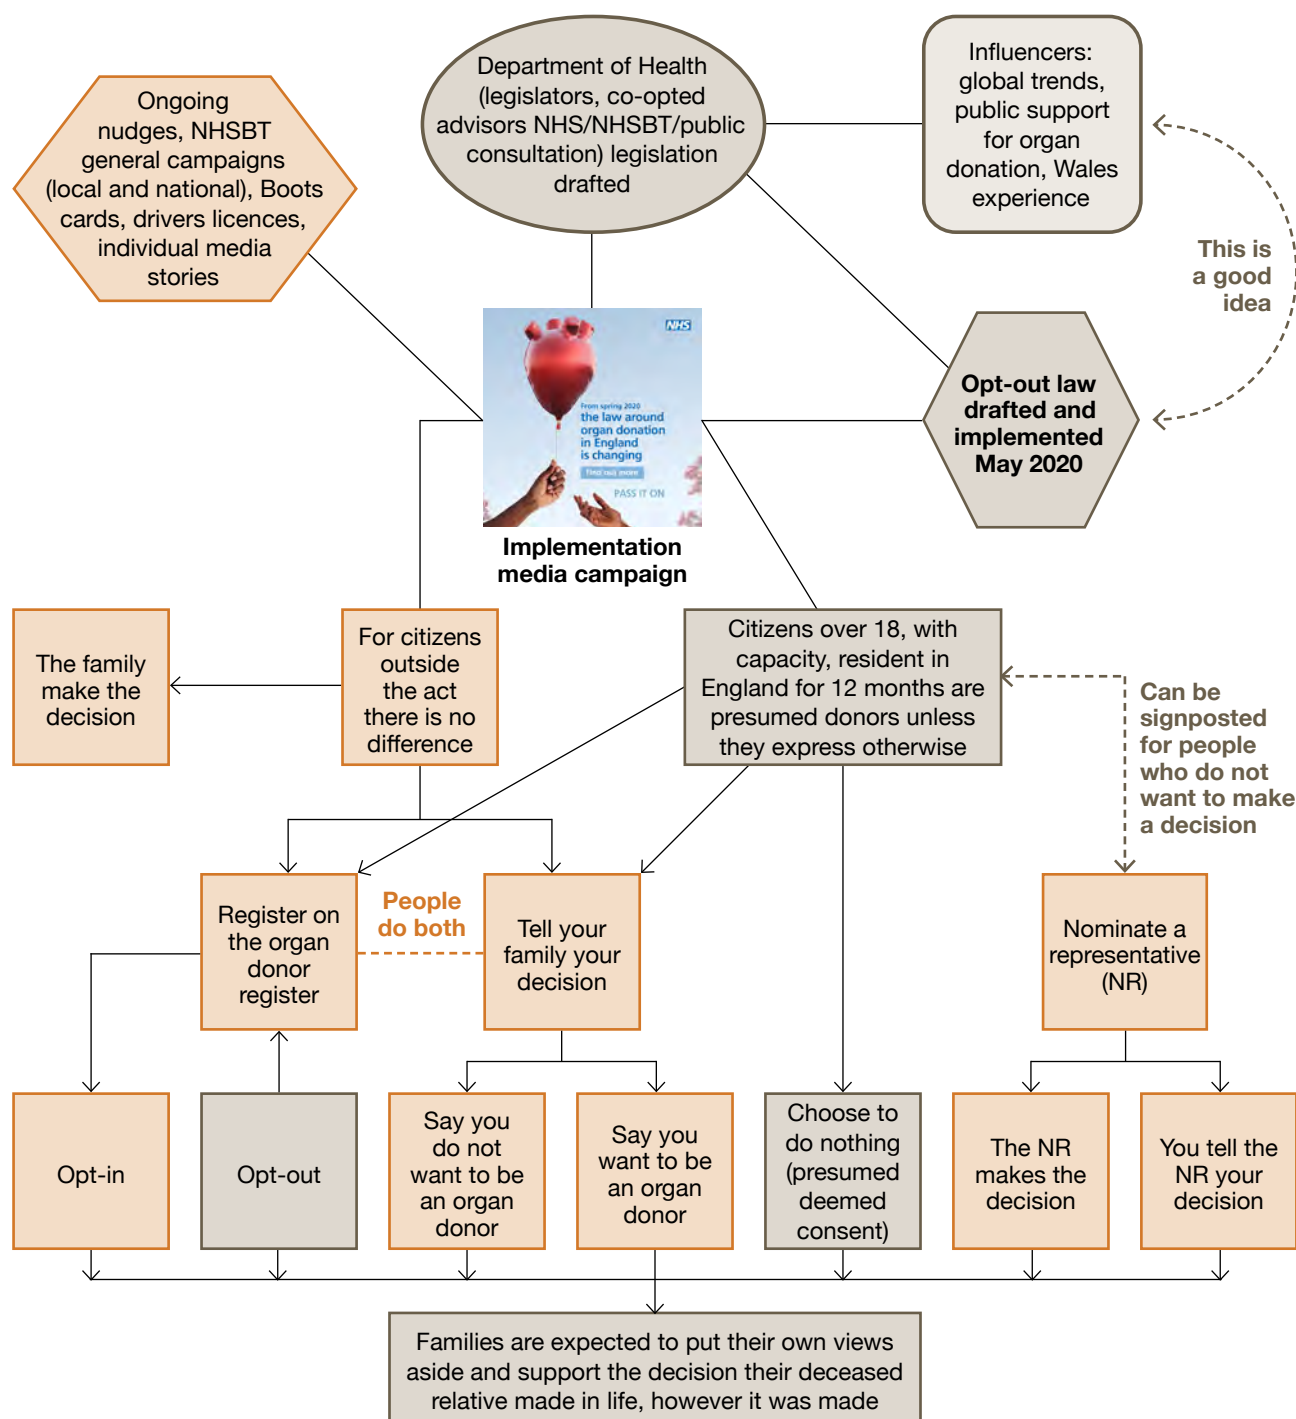 Department of Health
(legislators, co-opted
advisors NHS/NHSBT/public
consultation) legislation
drafted
Influencers:
global trends,
public support
for organ
donation, Wales
experience
Ongoing
nudges, NHSBT
general campaigns
(local and national), Boots
cards, drivers licences,
individual media
stories
This is
a good
idea
NHS
From spring 2020
the law around
organ donation
in England
is changing
Find out more
PASS IT ON
Opt-out law
drafted and
implemented
May 2020
Implementation
media campaign
The family
make the
decision
For citizens
outside
the act
there is no
difference
Citizens over 18, with
capacity, resident in
England for 12 months are
presumed donors unless
they express otherwise
Can be
signposted
for people
who do not
want to make
a decision
Register on
the organ
donor
register
People
do both
Tell your
family your
decision
Nominate a
representative
(NR)
Opt-in
Opt-out
Say you
do not
want to be
an organ
donor
Say you
want to be
an organ
donor
Choose to
do nothing
(presumed
deemed
consent)
The NR
makes the
decision
You tell the
NR your
decision
Families are expected to put their own views
aside and support the decision their deceased
relative made in life, however it was made